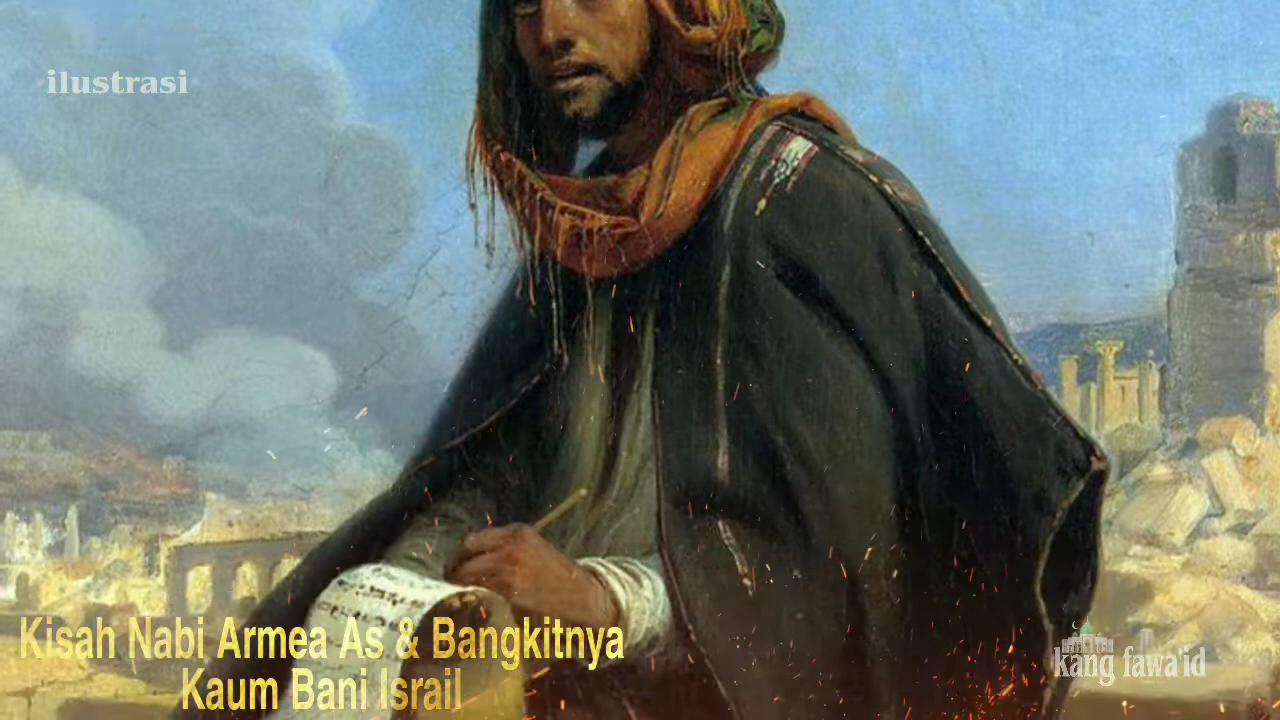 ilustrasi
Kisah Nabi Armea As & Bangkitnya
Kaum Bani Israil
kang fawa'id